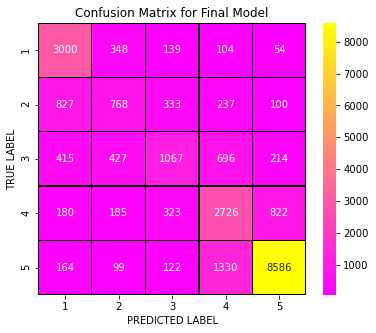 Confusion Matrix for Final Model
TRUE LABEL
1 3000 348 139 104 54
2 827 768 333 237 100
3 415 427 1067 696 214
4 180 185 323 2726 822
5 164 99 122 1330 8586
1 2 3 4 5
PREDICTED LABEL
8000
7000
6000
5000
4000
3000
2000
1000